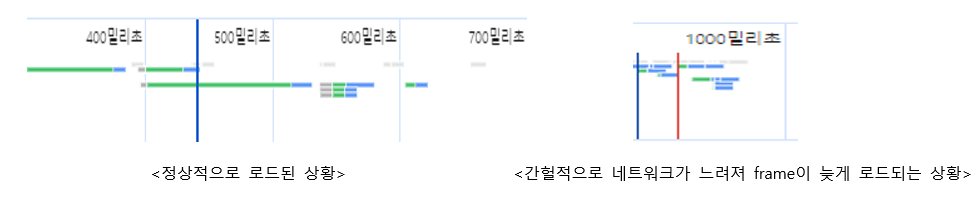 400밀리초 500밀리초 600밀리초 700밀리초 1000밀리초
<정상적으로 로드된 상황> <간헐적으로 네트워크가 느려져 frame이 늦게 로드되는 상황>